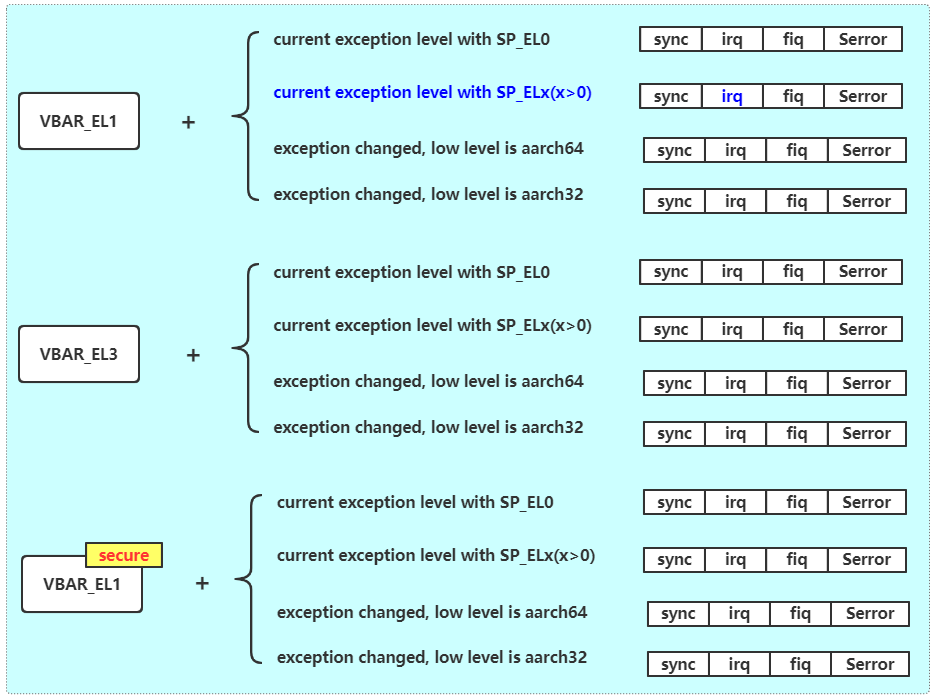 current exception level with SP_EL0 sync irq fiq Serror
current exception level with SP_ELx(x>0) sync irq fiq Serror
VBAR_EL1 +
exception changed, low level is aarch64 sync irq fiq Serror
exception changed, low level is aarch32 sync irq fiq Serror
current exception level with SP_EL0 sync irq fiq Serror
current exception level with SP_ELx(x>0) sync irq fiq Serror
VBAR_EL3 +
exception changed, low level is aarch64 sync irq fiq Serror
exception changed, low level is aarch32 sync irq fiq Serror
current exception level with SP_EL0 sync irq fiq Serror
secure
current exception level with SP_ELx(x>0) sync irq fiq Serror
VBAR_EL1 +
exception changed, low level is aarch64 sync irq fiq Serror
exception changed, low level is aarch32 sync irq fiq Serror